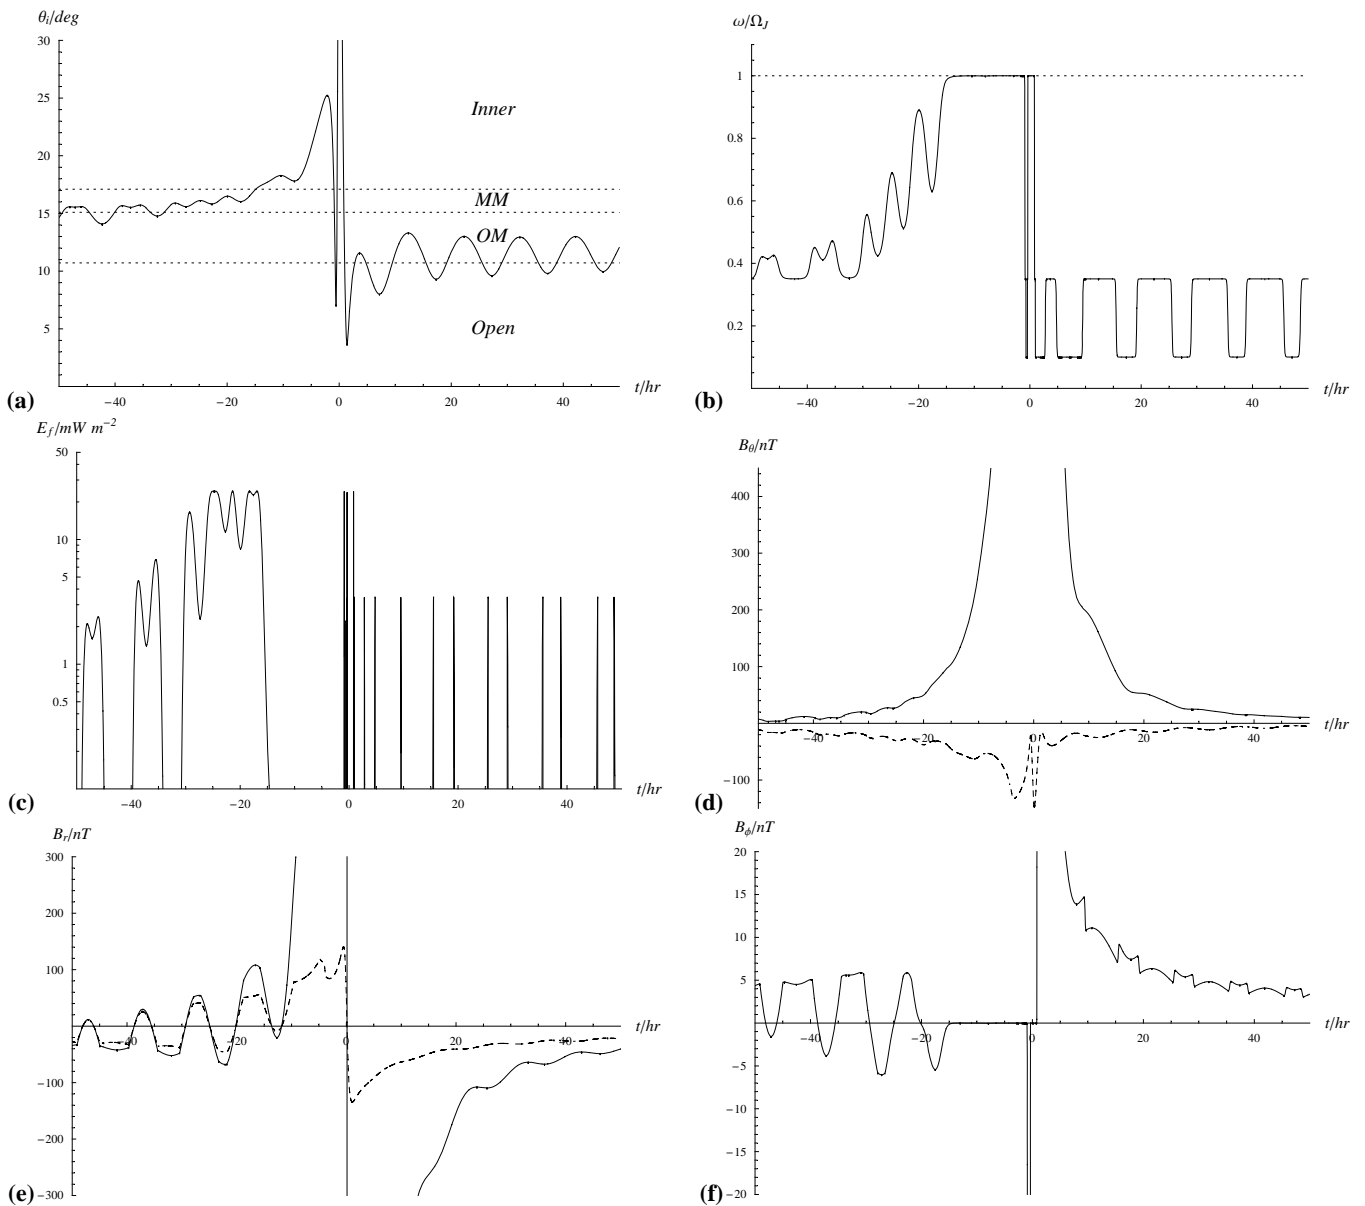 θi/deg
30
25
20
15
10
5
Inner
MM
OM
Open
−40 −20 0 20 40
t/hr
(a)
ω/ΩJ
1
0.8
0.6
0.4
0.2
−40 −20 0 20 40
t/hr
(b)
Ef/mW m−2
50
10
5
1
0.5
−40 −20 0 20 40
t/hr
(c)
Bθ/nT
400
300
200
100
−100
−40 −20 0 20 40
t/hr
(d)
Br/nT
300
200
100
−100
−200
−300
−40 −20 0 20 40
t/hr
(e)
Bϕ/nT
20
15
10
5
−5
−10
−15
−20
−40 −20 0 20 40
t/hr
(f)